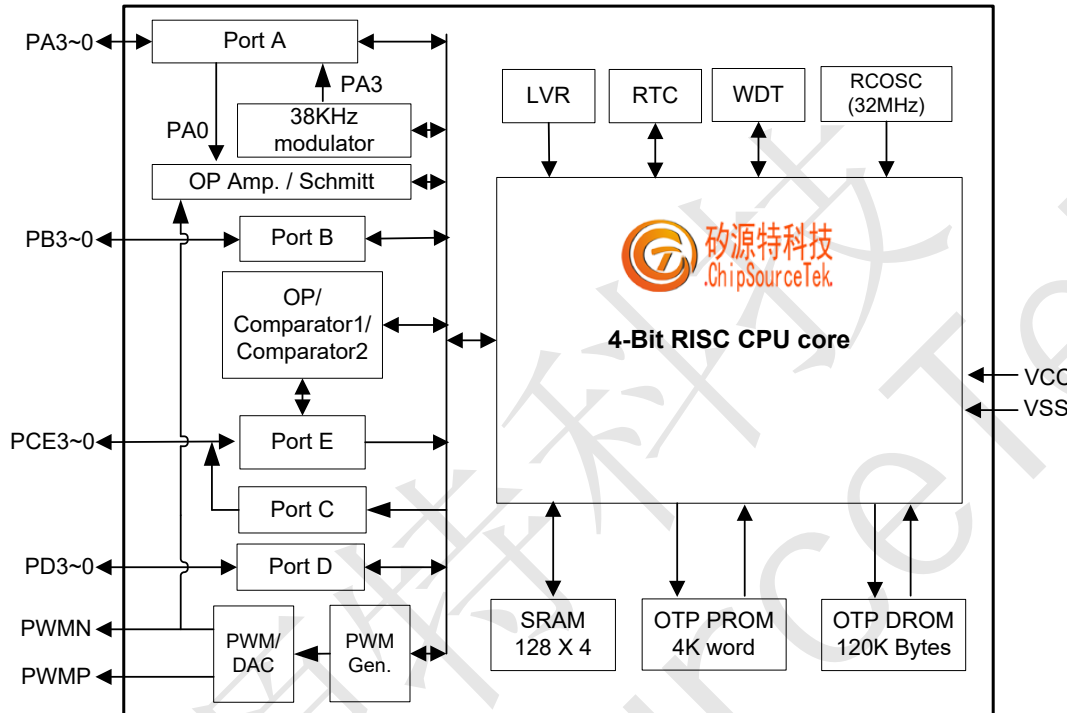 PA3~0
Port A
PA3
38KHz
modulator
PA0
OP Amp. / Schmitt
PB3~0
Port B
OP/
Comparator1/
Comparator2
PCE3~0
Port E
Port C
PD3~0
Port D
PWMN
PWMP
PWM/
DAC
PWM
Gen.
LVR
RTC
WDT
RCOSC
(32MHz)
矽源特科技
.ChipSourceTek.
4-Bit RISC CPU core
VCC
VSS
SRAM
128 X 4
OTP PROM
4K word
OTP DROM
120K Bytes